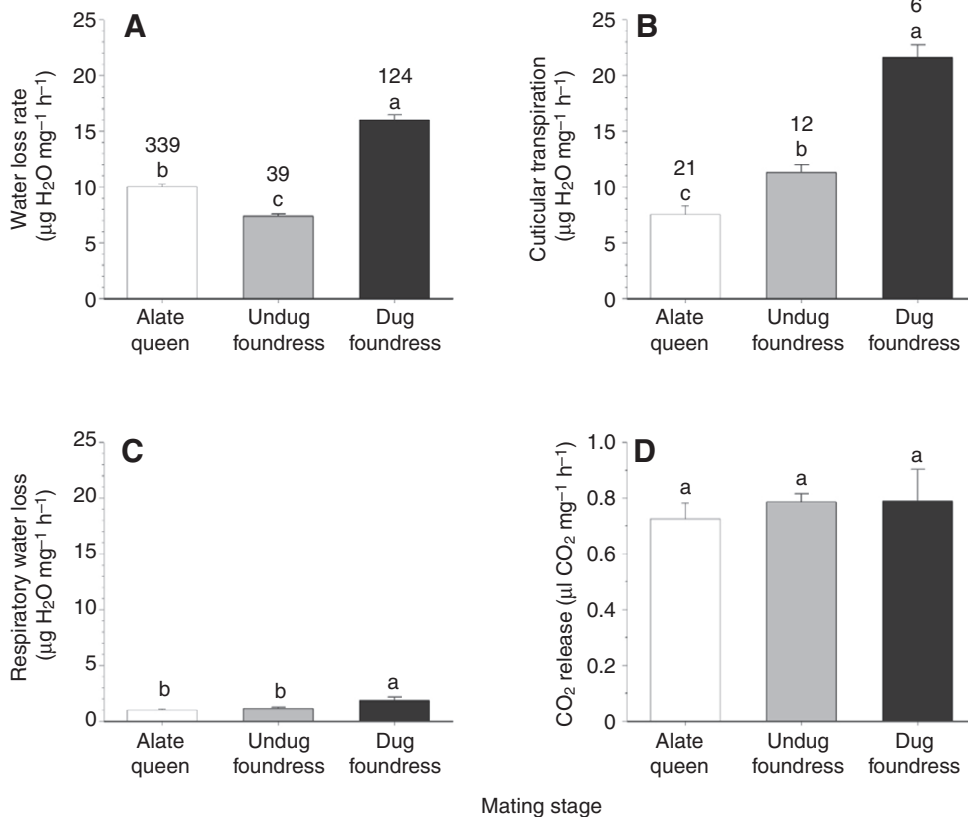 A
Water loss rate
(µg H₂O mg⁻¹ h⁻¹)
25
20
15
10
5
0
339
b
39
c
124
a
Alate
queen
Undug
foundress
Dug
foundress
B
Cuticular transpiration
(µg H₂O mg⁻¹ h⁻¹)
25
20
15
10
5
0
21
c
12
b
6
a
Alate
queen
Undug
foundress
Dug
foundress
C
Respiratory water loss
(µg H₂O mg⁻¹ h⁻¹)
25
20
15
10
5
0
b
b
a
Alate
queen
Undug
foundress
Dug
foundress
D
CO₂ release (µl CO₂ mg⁻¹ h⁻¹)
1.0
0.8
0.6
0.4
0.2
0
a
a
a
Alate
queen
Undug
foundress
Dug
foundress
Mating stage